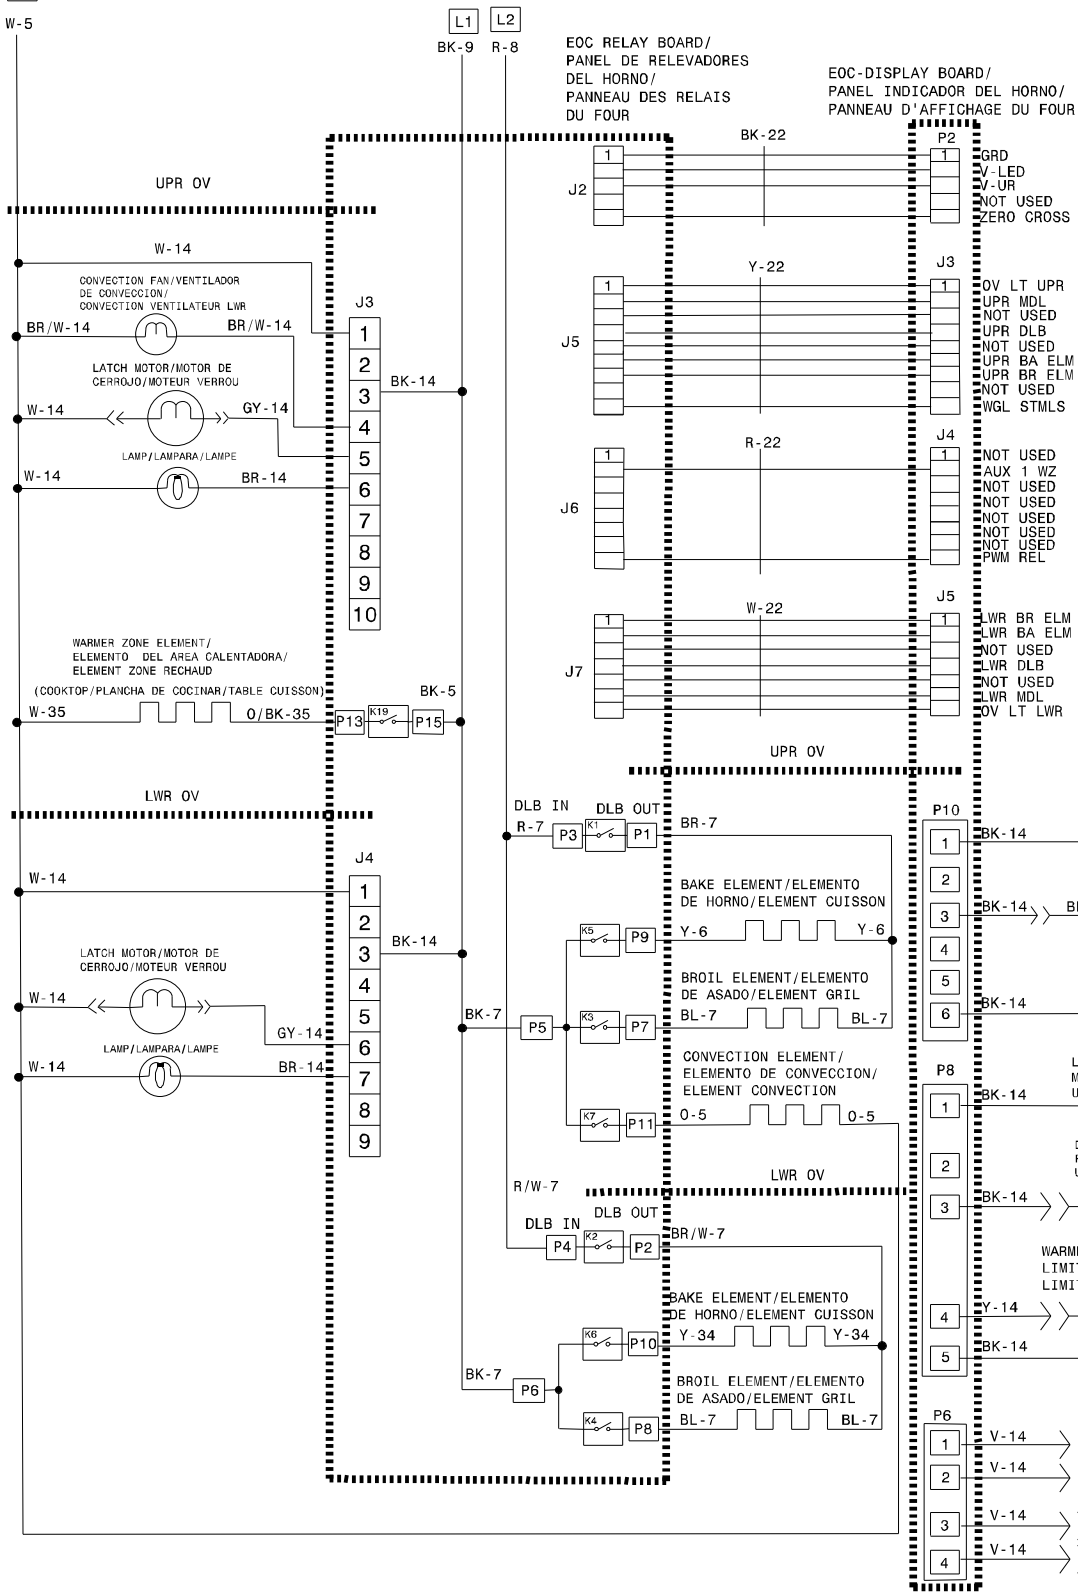 W-5
L1
L2
BK-9
R-8
EOC RELAY BOARD/
PANEL DE RELEVADORES
DEL HORNO/
PANNEAU DES RELAIS
DU FOUR
EOC-DISPLAY BOARD/
PANEL INDICADOR DEL HORNO/
PANNEAU D'AFFICHAGE DU FOUR
UPR OV
W-14
CONVECTION FAN/VENTILADOR
DE CONVECCION/
CONVECTION VENTILATEUR LWR
BR/W-14
BR/W-14
LATCH MOTOR/MOTOR DE
CERROJO/MOTEUR VERROU
W-14
GY-14
LAMP/LAMPARA/LAMPE
W-14
BR-14
J3
1
2
3
4
5
6
7
8
9
10
BK-14
WARMER ZONE ELEMENT/
ELEMENTO DEL AREA CALENTADORA/
ELEMENT ZONE RECHAUD
(COOKTOP/PLANCHA DE COCINAR/TABLE CUISSON)
W-35
O/BK-35
P13
K19
P15
BK-5
LWR OV
J4
W-14
1
2
3
4
5
6
7
8
9
BK-14
LATCH MOTOR/MOTOR DE
CERROJO/MOTEUR VERROU
W-14
GY-14
LAMP/LAMPARA/LAMPE
W-14
BR-14
J2
1
BK-22
P2
1
GRD
V-LED
V-UR
NOT USED
ZERO CROSS
J5
1
Y-22
J3
1
OV LT UPR
UPR MDL
NOT USED
UPR DLB
NOT USED
UPR BA ELM
UPR BR ELM
NOT USED
WGL STMLS
J6
1
R-22
J4
1
NOT USED
AUX 1 WZ
NOT USED
NOT USED
NOT USED
NOT USED
NOT USED
PWM REL
J7
1
W-22
J5
1
LWR BR ELM
LWR BA ELM
NOT USED
LWR DLB
NOT USED
LWR MDL
OV LT LWR
UPR OV
DLB IN
DLB OUT
R-7
P3
K1
P1
BR-7
BAKE ELEMENT/ELEMENTO
DE HORNO/ELEMENT CUISSON
K5
P9
Y-6
Y-6
BROIL ELEMENT/ELEMENTO
DE ASADO/ELEMENT GRIL
BK-7
P5
K3
P7
BL-7
BL-7
CONVECTION ELEMENT/
ELEMENTO DE CONVECCION/
ELEMENT CONVECTION
K7
P11
O-5
O-5
LWR OV
R/W-7
DLB IN
DLB OUT
P4
K2
P2
BR/W-7
BAKE ELEMENT/ELEMENTO
DE HORNO/ELEMENT CUISSON
K6
P10
Y-34
Y-34
BROIL ELEMENT/ELEMENTO
DE ASADO/ELEMENT GRIL
BK-7
P6
K4
P8
BL-7
BL-7
P10
1
BK-14
2
3
BK-14
4
5
6
BK-14
P8
1
BK-14
2
3
BK-14
WARM
LIMI
LIMI
4
Y-14
5
BK-14
P6
1
V-14
2
V-14
3
V-14
4
V-14